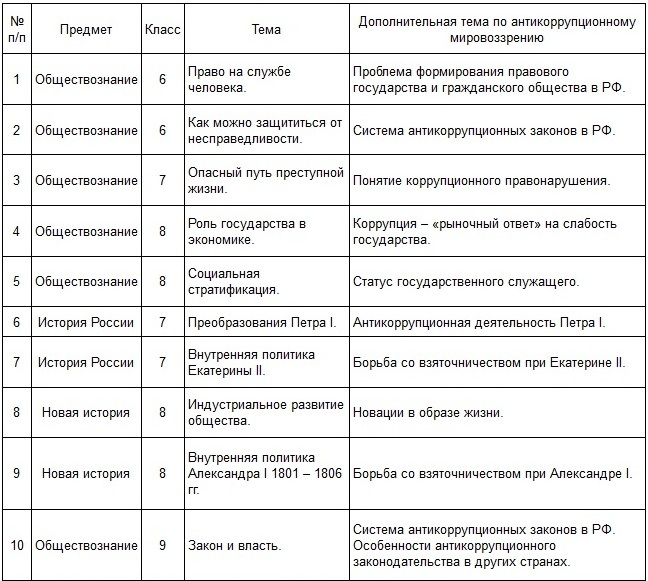 № п/п Предмет Класс Тема Дополнительная тема по антикоррупционному
мировоззрению
1 Обществознание 6 Право на службе
человека. Проблема формирования правового
государства и гражданского общества в РФ.
2 Обществознание 6 Как можно защититься от
несправедливости. Система антикоррупционных законов в РФ.
3 Обществознание 7 Опасный путь преступной
жизни. Понятие коррупционного правонарушения.
4 Обществознание 8 Роль государства в
экономике. Коррупция – «рыночный ответ» на слабость
государства.
5 Обществознание 8 Социальная
стратификация. Статус государственного служащего.
6 История России 7 Преобразования Петра I. Антикоррупционная деятельность Петра I.
7 История России 7 Внутренняя политика
Екатерины II. Борьба со взяточничеством при Екатерине II.
8 Новая история 8 Индустриальное развитие
общества. Новации в образе жизни.
9 Новая история 8 Внутренняя политика
Александра I 1801 – 1806
гг. Борьба со взяточничеством при Александре I.
10 Обществознание 9 Закон и власть. Система антикоррупционных законов в РФ.
Особенности антикоррупционного
законодательства в других странах.